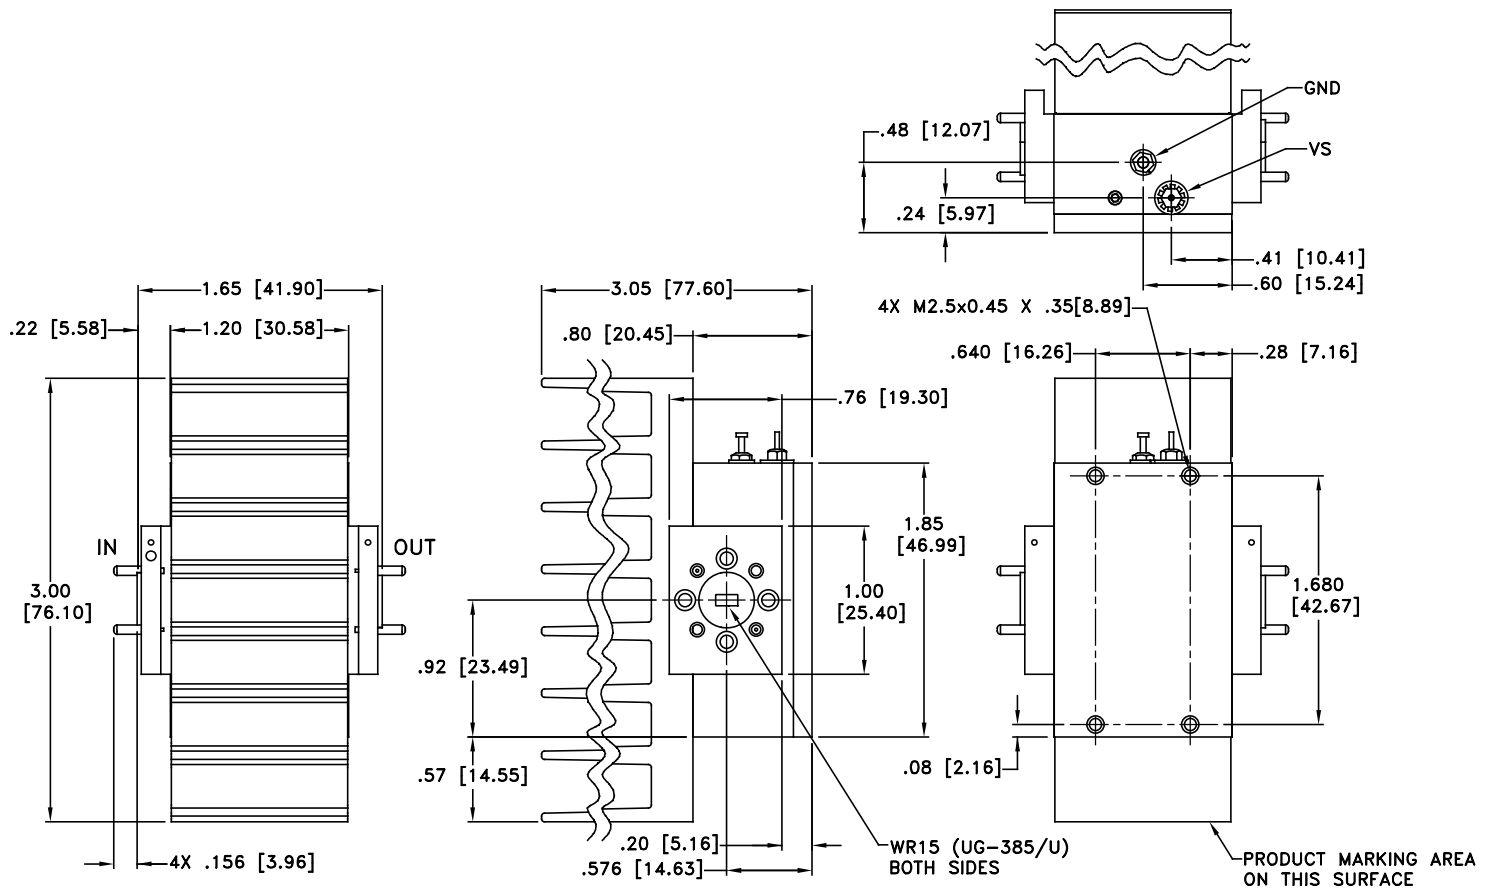 GND
.48 [12.07]
VS
.24 [5.97]
.41 [10.41]
.60 [15.24]
1.65 [41.90]
3.05 [77.60]
4X M2.5x0.45 X .35[8.89]
.22 [5.58]
1.20 [30.58]
.80 [20.45]
.640 [16.26]
.28 [7.16]
.76 [19.30]
1.85
[46.99]
IN
OUT
3.00
[76.10]
1.00
[25.40]
1.680
[42.67]
.92 [23.49]
.57 [14.55]
.08 [2.16]
.20 [5.16]
WR15 (UG-385/U)
BOTH SIDES
4X .156 [3.96]
.576 [14.63]
PRODUCT MARKING AREA
ON THIS SURFACE